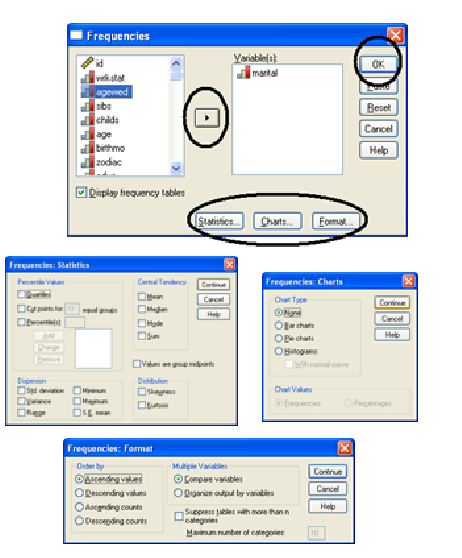 Frequencies
id
wrkstat
agewed
sibs
childs
age
birthmo
zodiac
Variable(s):
marital
OK
Paste
Reset
Cancel
Help
Display frequency tables
Statistics... Charts... Format...
Frequencies: Statistics
Percentile Values
Quartiles
Cut points for 10 equal groups
Percentile(s):
Add
Change
Remove
Central Tendency
Mean
Median
Mode
Sum
Continue
Cancel
Help
Values are group midpoints
Dispersion
Std. deviation Minimum
Variance Maximum
Range S.E. mean
Distribution
Skewness
Kurtosis
Frequencies: Charts
Chart Type
None
Bar charts
Pie charts
Histograms:
With normal curve
Continue
Cancel
Help
Chart Values
Frequencies Percentages
Frequencies: Format
Order by
Ascending values
Descending values
Ascending counts
Descending counts
Multiple Variables
Compare variables
Organize output by variables
Suppress tables with more than n
categories
Maximum number of categories: 10
Continue
Cancel
Help